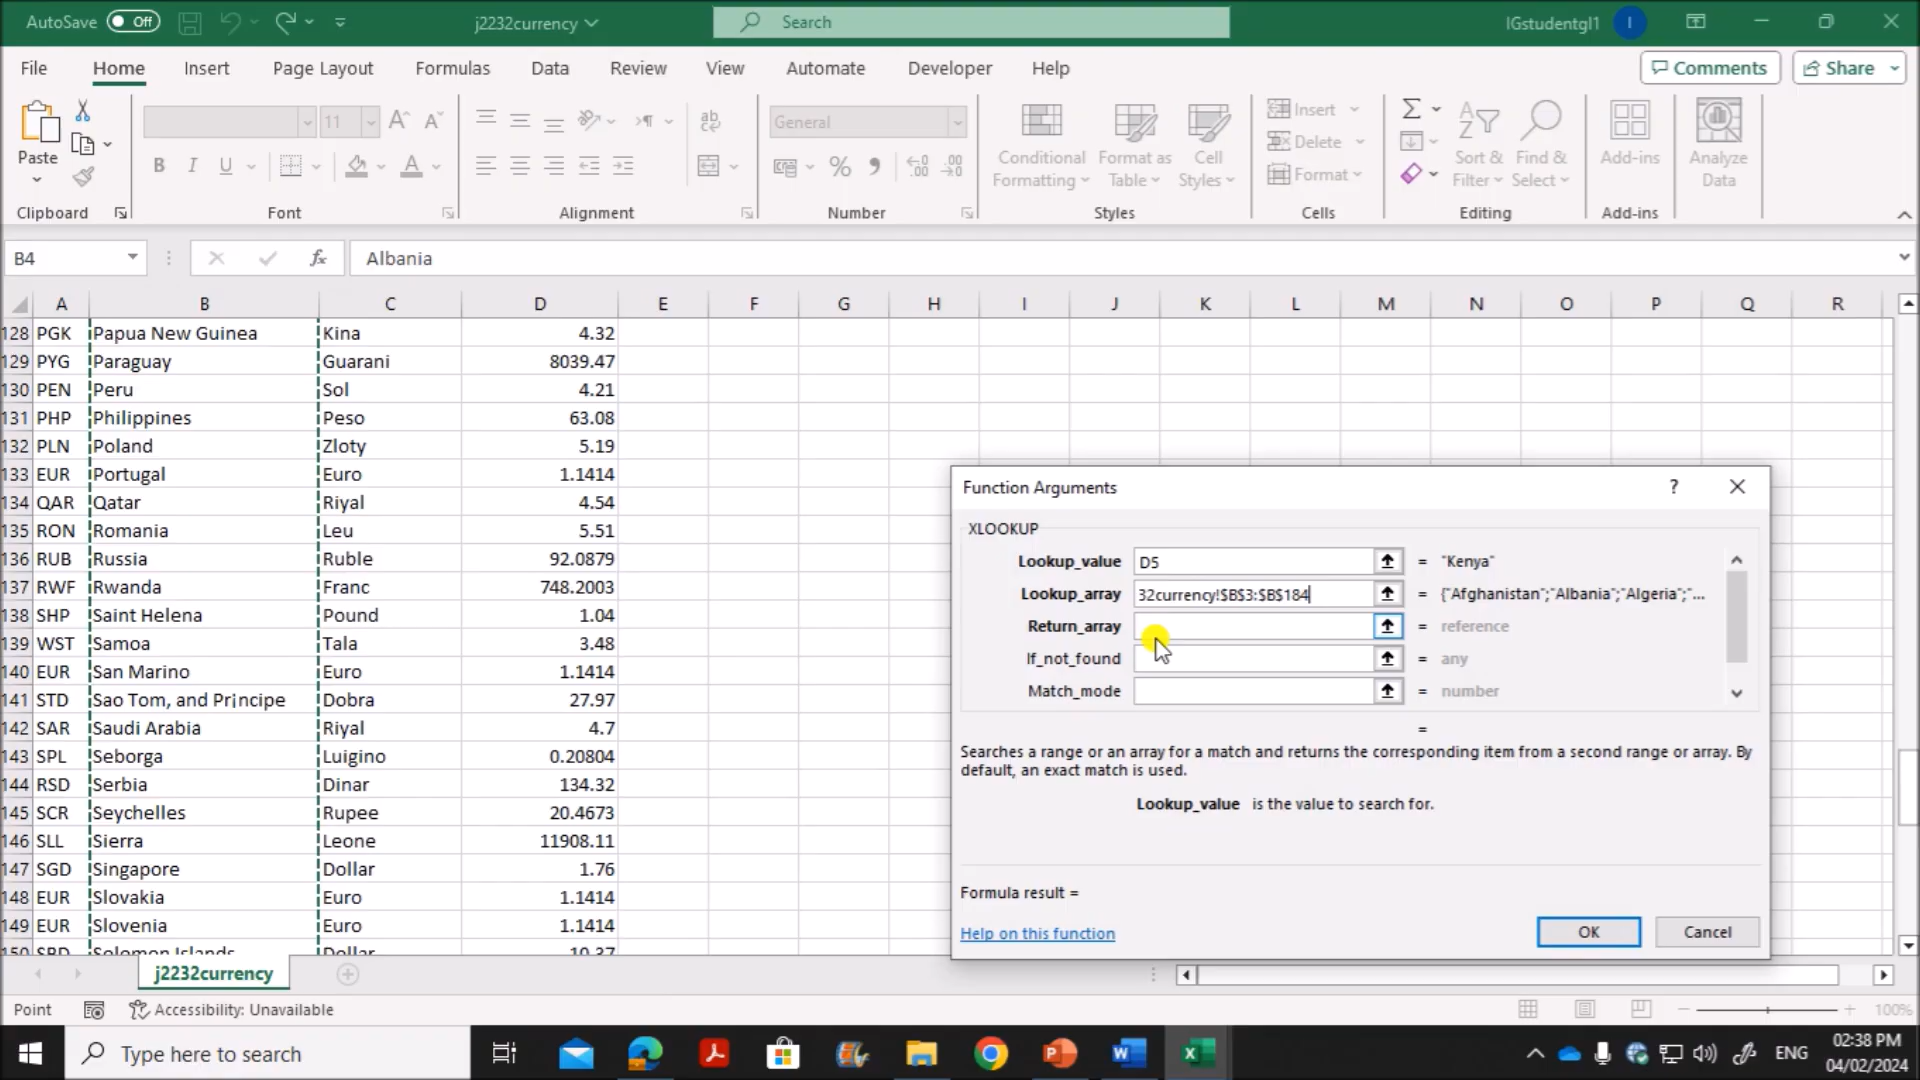 AutoSave Off j2232currency Search IGstudentgl1 I
File Home Insert Page Layout Formulas Data Review View Automate Developer Help Comments Share
11 General Insert
Delete
Format
Paste B I U Conditional Formatting Format as Table Cell Styles Sort & Filter Find & Select Add-ins Analyze Data
Clipboard Font Alignment Number Styles Cells Editing Add-ins
B4 fx Albania
A B C D E F G H I J K L M N O P Q R
128 PGK Papua New Guinea Kina 4.32
129 PYG Paraguay Guarani 8039.47
130 PEN Peru Sol 4.21
131 PHP Philippines Peso 63.08
132 PLN Poland Zloty 5.19
133 EUR Portugal Euro 1.1414
134 QAR Qatar Riyal 4.54
135 RON Romania Leu 5.51
136 RUB Russia Ruble 92.0879
137 RWF Rwanda Franc 748.2003
138 SHP Saint Helena Pound 1.04
139 WST Samoa Tala 3.48
140 EUR San Marino Euro 1.1414
141 STD Sao Tom, and Pr¡ncipe Dobra 27.97
142 SAR Saudi Arabia Riyal 4.7
143 SPL Seborga Luigino 0.20804
144 RSD Serbia Dinar 134.32
145 SCR Seychelles Rupee 20.4673
146 SLL Sierra Leone 11908.11
147 SGD Singapore Dollar 1.76
148 EUR Slovakia Euro 1.1414
149 EUR Slovenia Euro 1.1414
150 SBD Solomon Islands Dollar 10.37
Function Arguments ?
XLOOKUP
Lookup_value D5 = "Kenya"
Lookup_array 32currency!$B$3:$B$184 = {"Afghanistan";"Albania";"Algeria";"...
Return_array = reference
If_not_found = any
Match_mode = number
=
Searches a range or an array for a match and returns the corresponding item from a second range or array. By
default, an exact match is used.
Lookup_value is the value to search for.
Formula result =
Help on this function OK Cancel
j2232currency
Point Accessibility: Unavailable 100%
Type here to search ENG 02:38 PM
04/02/2024